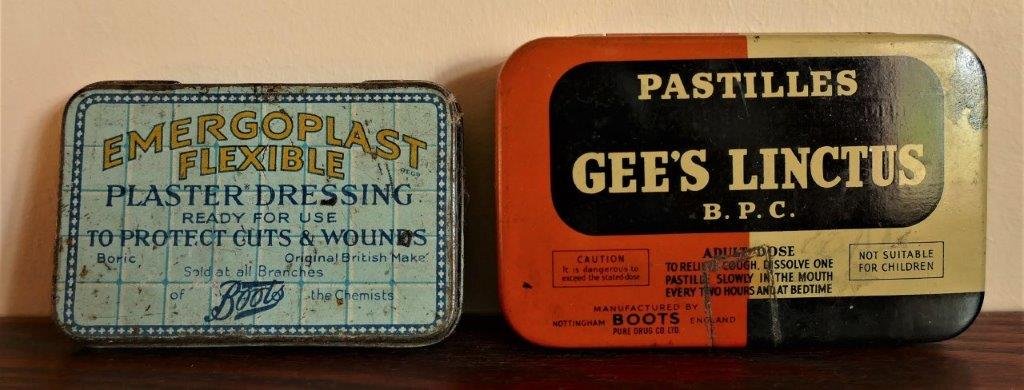 EMERGOPLAST
FLEXIBLE
REGD
PLASTER DRESSING
READY FOR USE
TO PROTECT CUTS & WOUNDS
Boric Original British Make
Sold at all Branches
of Boots the Chemists
PASTILLES
GEE'S LINCTUS
B. P. C.
CAUTION
It is dangerous to
exceed the stated dose
ADULT DOSE
TO RELIEVE COUGH, DISSOLVE ONE
PASTILLE SLOWLY IN THE MOUTH
EVERY TWO HOURS AND AT BEDTIME
NOT SUITABLE
FOR CHILDREN
MANUFACTURED BY
NOTTINGHAM BOOTS ENGLAND
PURE DRUG CO LTD.